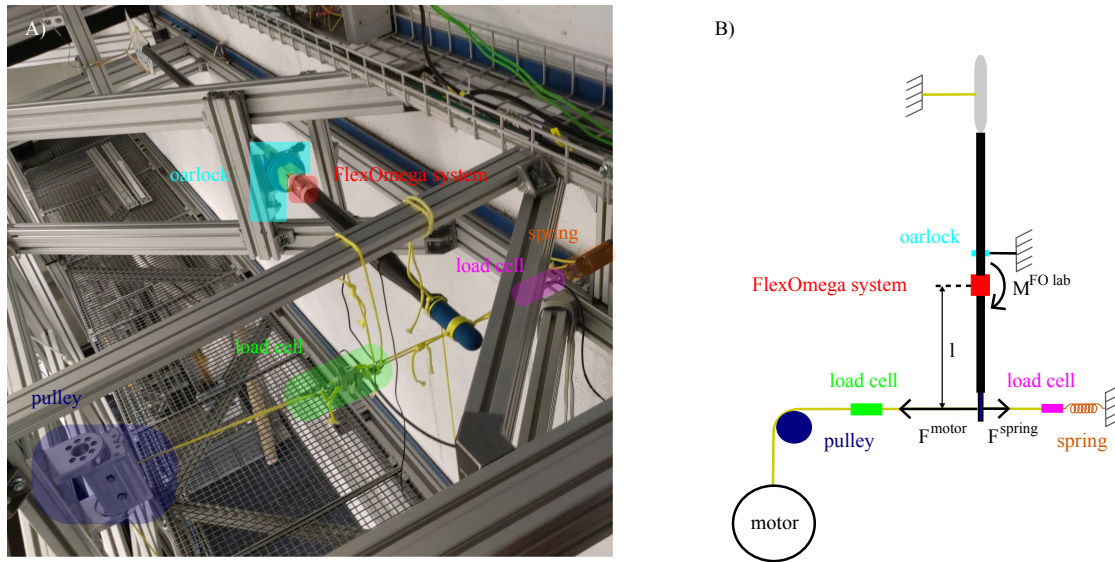 A)
oarlock
FlexOmega system
spring
load cell
load cell
pulley
B)
oarlock
FlexOmega system
M^FO lab
l
load cell
load cell
F^motor
F^spring
pulley
spring
motor